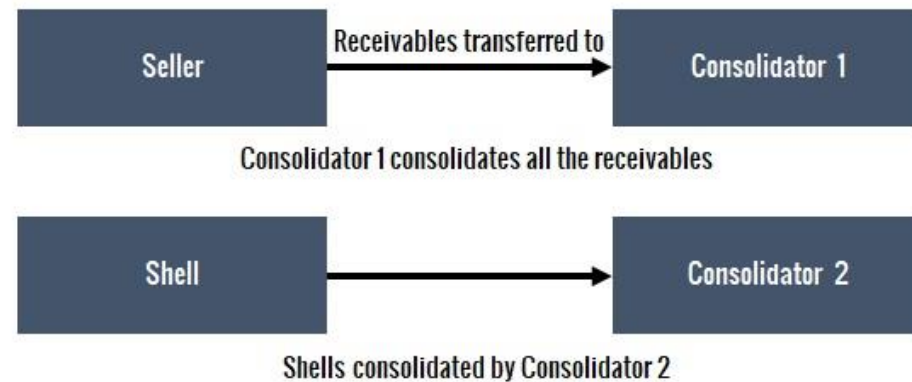 Seller
Receivables transferred to
Consolidator 1
Consolidator 1 consolidates all the receivables
Shell
Consolidator 2
Shells consolidated by Consolidator 2